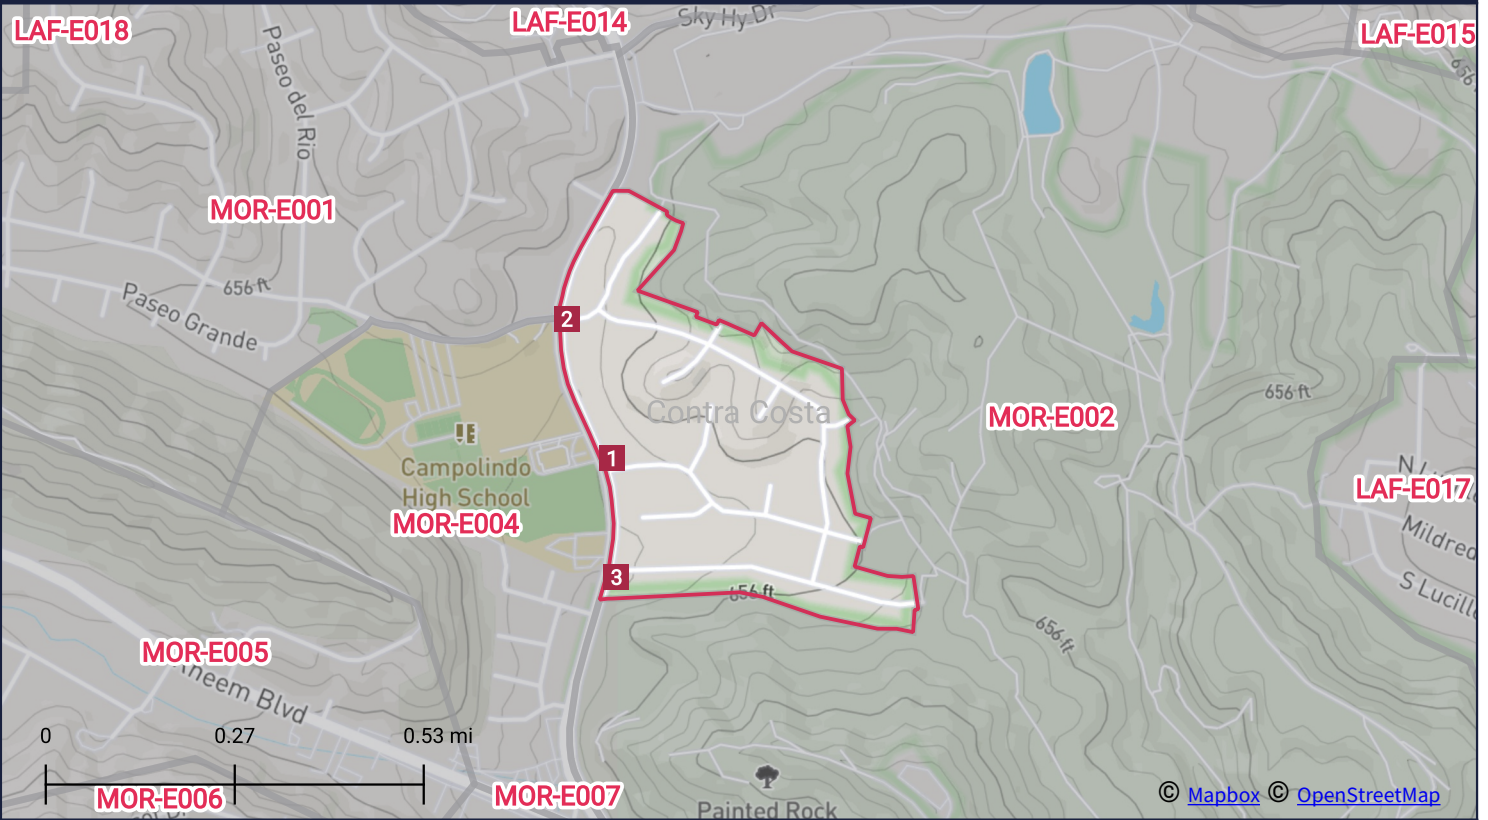 LAF-E018
LAF-E014
Sky Hy Dr
LAF-E015
656
Paseo del Rio
MOR-E001
656 ft
Paseo Grande
2
Contra Costa
656 ft
MOR-E002
1
Campolindo
High School
MOR-E004
LAF-E017
Mildred
S Lucill
3
656 ft
656 ft
MOR-E005
Blvd
0
0.27
0.53 mi
MOR-E006
MOR-E007
Painted Rock
© Mapbox © OpenStreetMap